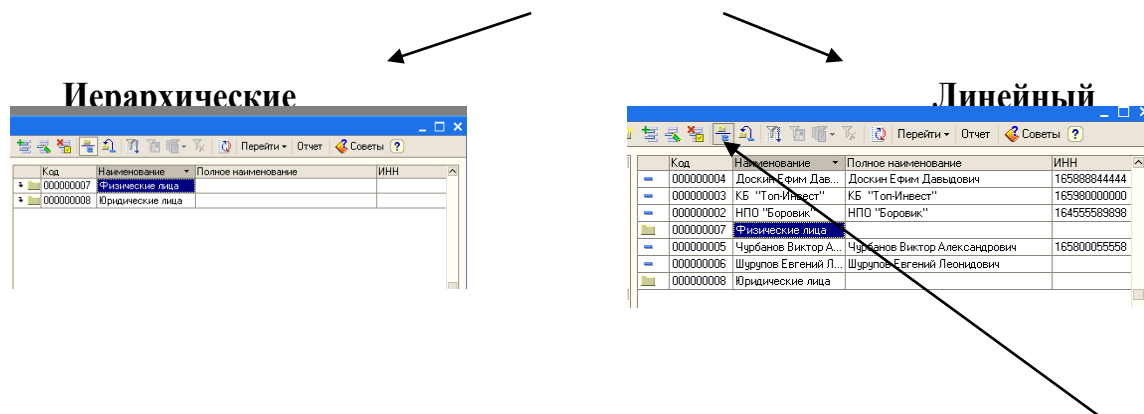 Иерархические Линейный
Перейти Отчет Советы ?
Код Наименование Полное наименование ИНН
000000007 Физические лица
000000008 Юридические лица
Перейти Отчет Советы ?
Код Наименование Полное наименование ИНН
000000004 Доскин Ефим Дав... Доскин Ефим Давыдович 165888844444
000000003 КБ "Топ-Инвест" КБ "Топ-Инвест" 165980000000
000000002 НПО "Боровик" НПО "Боровик" 164555589898
000000007 Физические лица
000000005 Чурбанов Виктор А... Чурбанов Виктор Александрович 165800055558
000000006 Шурупов Евгений Л... Шурупов Евгений Леонидович
000000008 Юридические лица